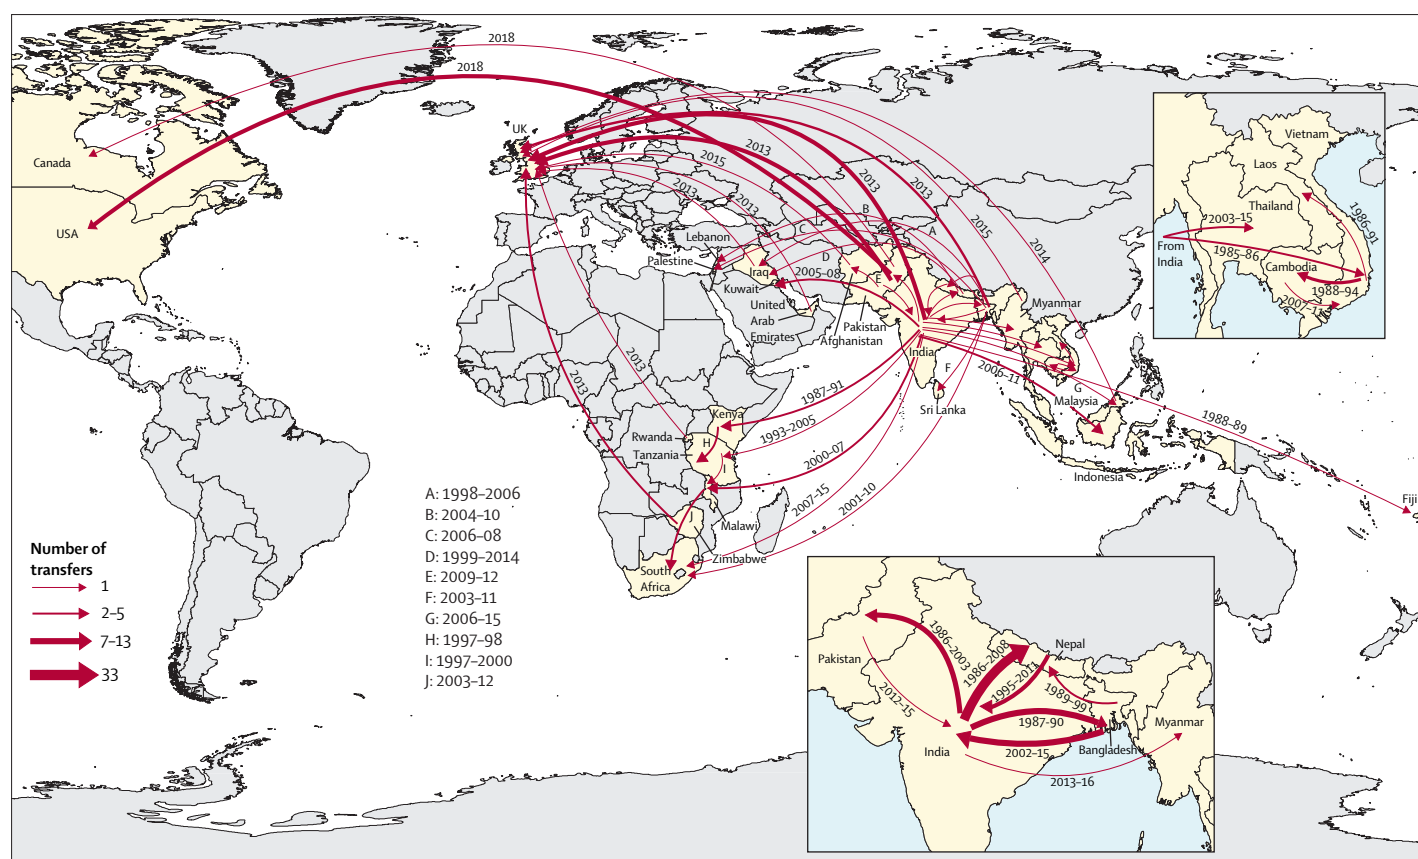 2018
2018
UK
Canada
USA
2013
2015
2013
2013
2013
2013
2015
2014
B
A
C
D
E
Lebanon
Palestine
Iraq
2005–08
Kuwait
United
Arab
Emirates
Pakistan
Afghanistan
Myanmar
India
F
Sri Lanka
2006–11
G
Malaysia
1988–89
Indonesia
Fiji
2013
2013
1987–91
Kenya
1993–2005
Rwanda
H
Tanzania
I
2000–07
2007–15
2001–10
J
Malawi
Zimbabwe
South
Africa
A: 1998–2006
B: 2004–10
C: 2006–08
D: 1999–2014
E: 2009–12
F: 2003–11
G: 2006–15
H: 1997–98
I: 1997–2000
J: 2003–12
Number of
transfers
1
2–5
7–13
33
Vietnam
Laos
Thailand
2003–15
1986–91
From
India
1985–86
Cambodia
1988–94
Pakistan
1986–2003
1986–2008
Nepal
1995–2011
1989–99
2012–15
1987-90
Myanmar
India
2002–15
Bangladesh
2013–16